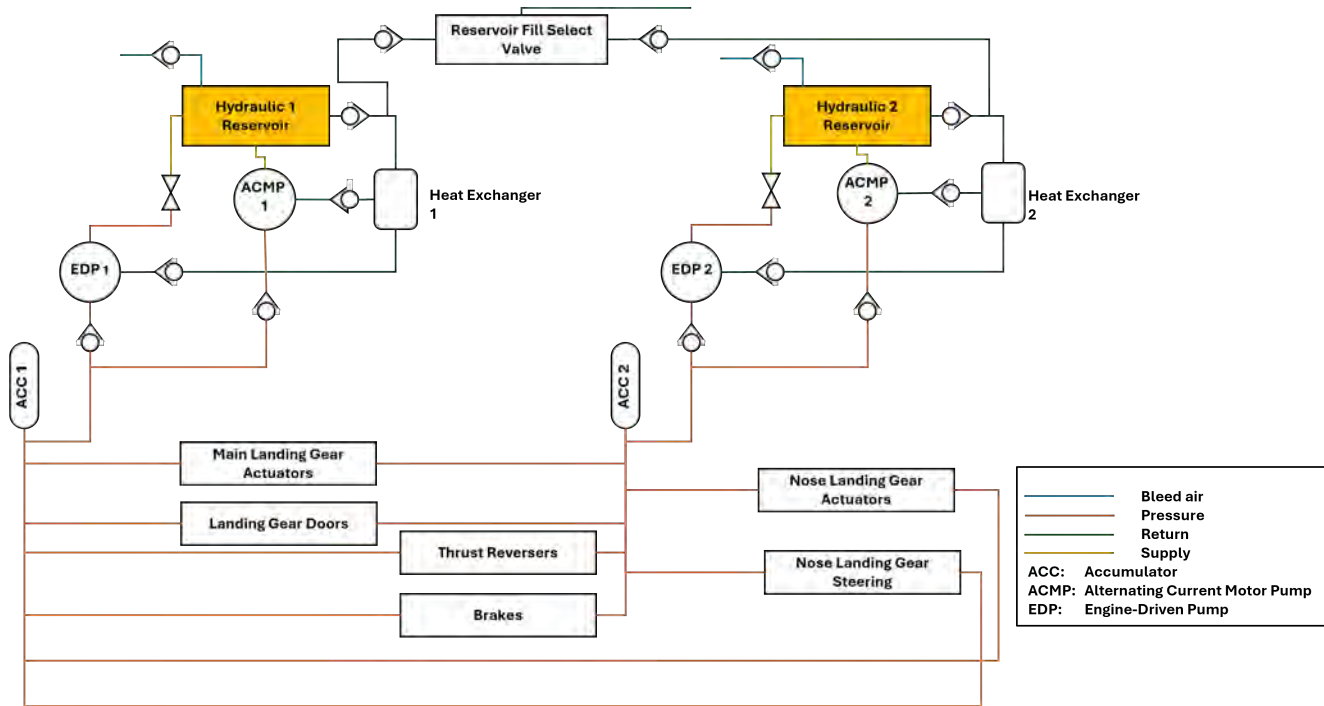 Reservoir Fill Select
Valve
Hydraulic 1
Reservoir
Hydraulic 2
Reservoir
ACMP
1
Heat Exchanger
1
ACMP
2
Heat Exchanger
2
EDP 1
EDP 2
ACC 1
ACC 2
Main Landing Gear
Actuators
Nose Landing Gear
Actuators
Landing Gear Doors
Thrust Reversers
Nose Landing Gear
Steering
Brakes
Bleed air
Pressure
Return
Supply
ACC: Accumulator
ACMP: Alternating Current Motor Pump
EDP: Engine-Driven Pump